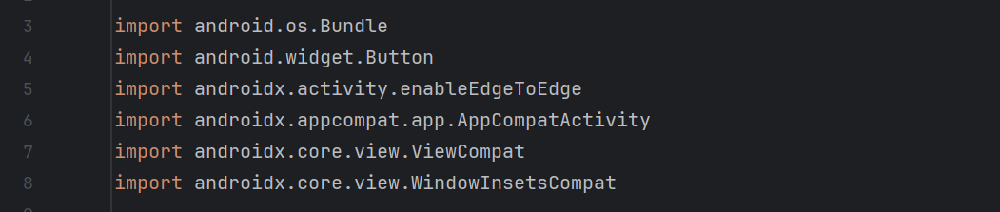 3 import android.os.Bundle
4 import android.widget.Button
5 import androidx.activity.enableEdgeToEdge
6 import androidx.appcompat.app.AppCompatActivity
7 import androidx.core.view.ViewCompat
8 import androidx.core.view.WindowInsetsCompat